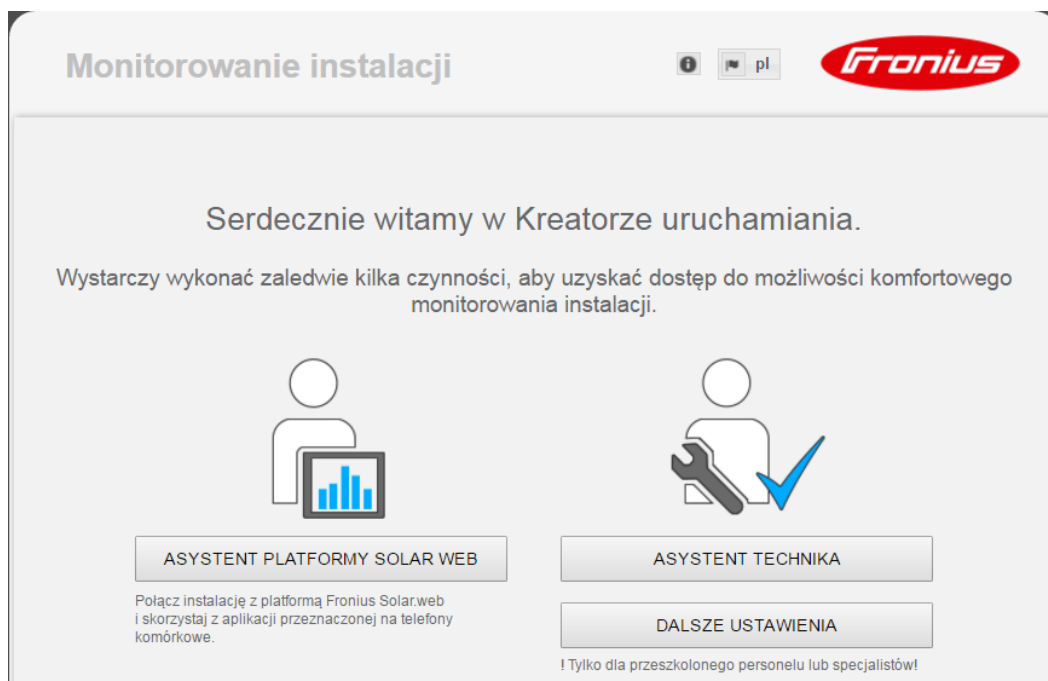 Monitorowanie instalacji
pl
Fronius
Serdecznie witamy w Kreatorze uruchamiania.
Wystarczy wykonać zaledwie kilka czynności, aby uzyskać dostęp do możliwości komfortowego
monitorowania instalacji.
ASYSTENT PLATFORMY SOLAR WEB
Połącz instalację z platformą Fronius Solar.web
i skorzystaj z aplikacji przeznaczonej na telefony
komórkowe.
ASYSTENT TECHNIKA
DALSZE USTAWIENIA
! Tylko dla przeszkolonego personelu lub specjalistów!